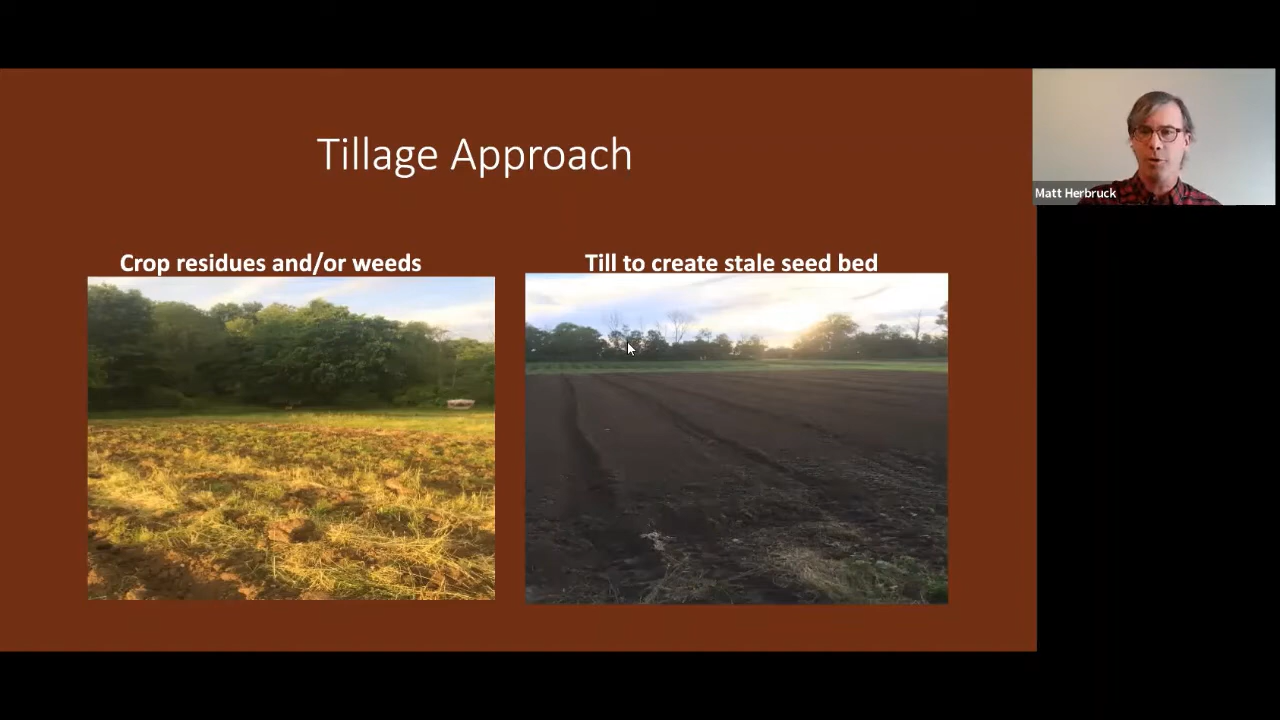 Tillage Approach
Matt Herbruck
Crop residues and/or weeds
Till to create stale seed bed